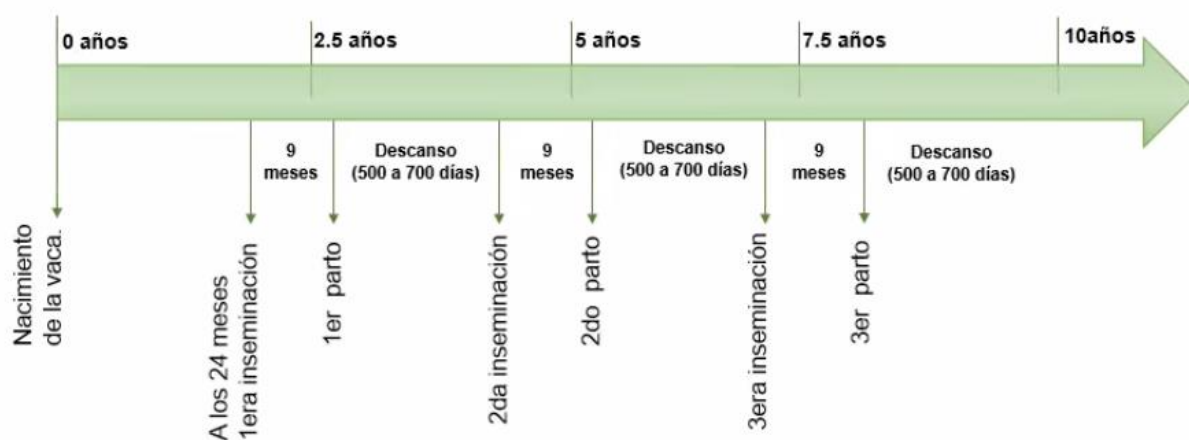 0 años
2.5 años
5 años
7.5 años
10años
9
meses
Descanso
(500 a 700 días)
9
meses
Descanso
(500 a 700 días)
9
meses
Descanso
(500 a 700 días)
Nacimiento
de la vaca.
A los 24 meses
1era inseminación
1er parto
2da inseminación
2do parto
3era inseminación
3er parto